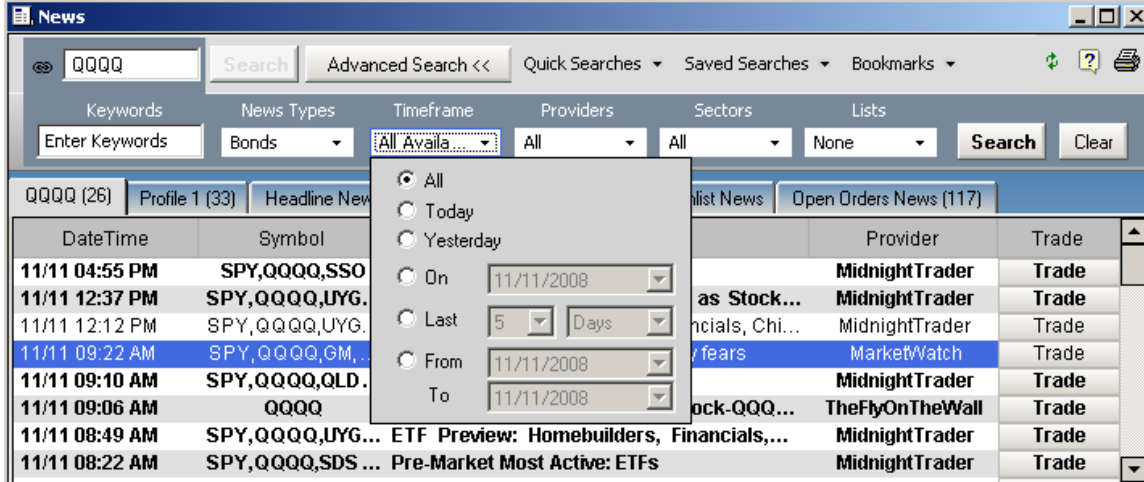 News
QQQQ Search Advanced Search << Quick Searches Saved Searches Bookmarks
Keywords News Types Timeframe Providers Sectors Lists
Enter Keywords Bonds All Availa... All All None Search Clear
QQQQ (26) Profile 1 (33) Headline New News Open Orders News (117)
All
Today
Yesterday
On 11/11/2008
Last 5 Days
From 11/11/2008
To 11/11/2008
DateTime Symbol Provider Trade
11/11 04:55 PM SPY,QQQQ,SSO MidnightTrader Trade
11/11 12:37 PM SPY,QQQQ,UYG. as Stock... MidnightTrader Trade
11/11 12:12 PM SPY,QQQQ,UYG. Chi... MidnightTrader Trade
11/11 09:22 AM SPY,QQQQ,GM, fears MarketWatch Trade
11/11 09:10 AM SPY,QQQQ,QLD. MidnightTrader Trade
11/11 09:06 AM QQQQ TheFlyOnTheWall Trade
11/11 08:49 AM SPY,QQQQ,UYG... ETF Preview: Homebuilders, Financials,... MidnightTrader Trade
11/11 08:22 AM SPY,QQQQ,SDS ... Pre-Market Most Active: ETFs MidnightTrader Trade